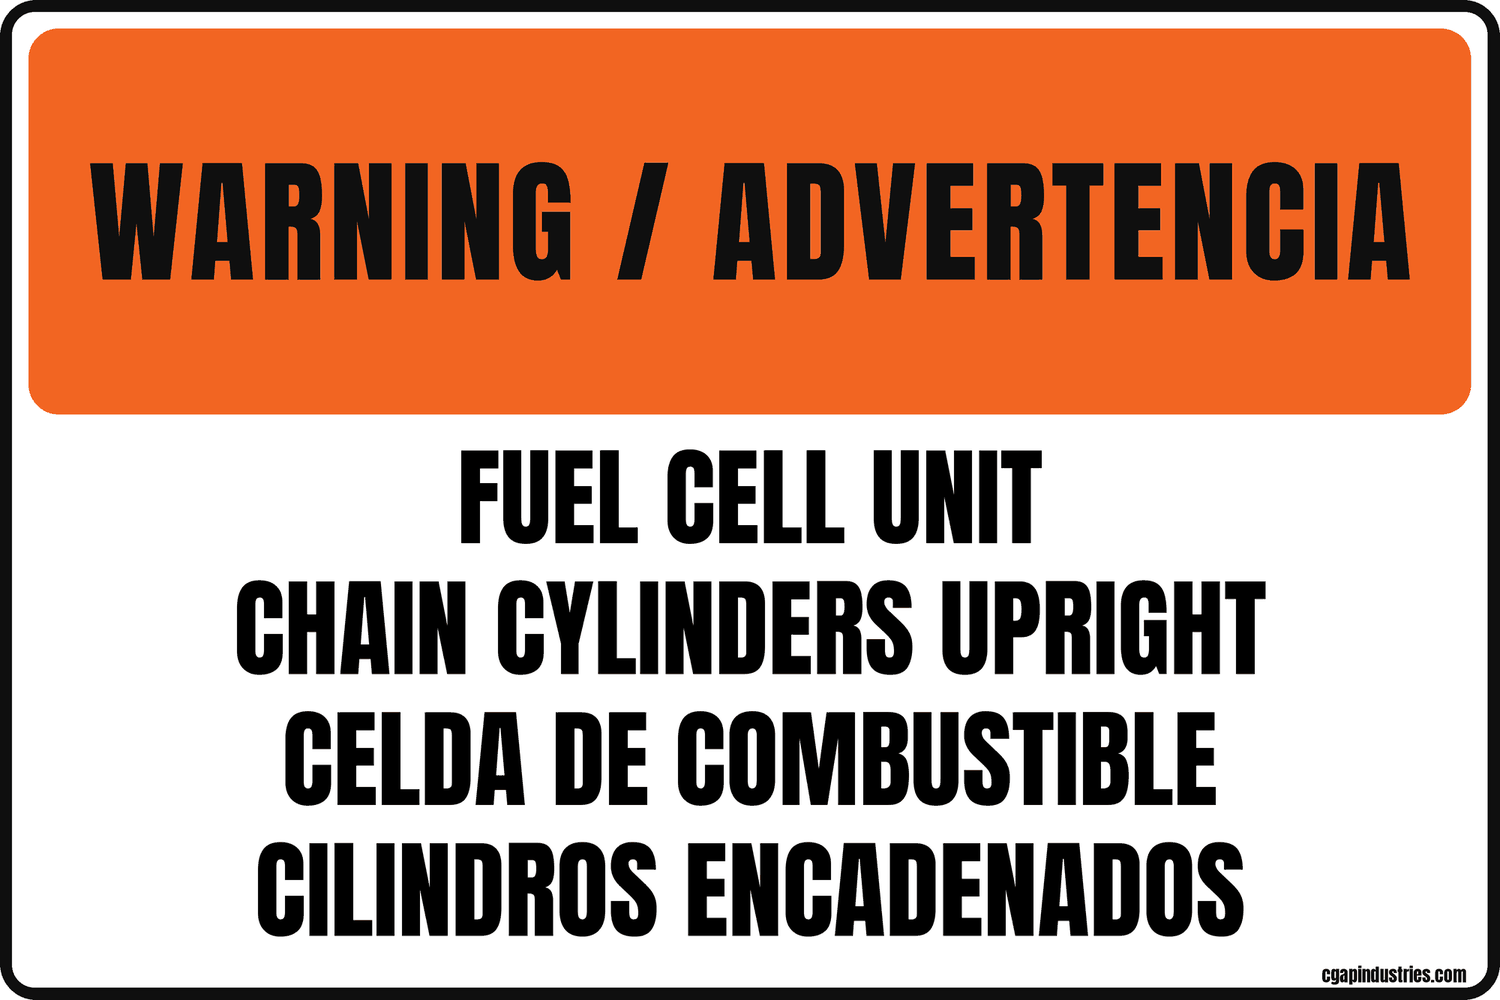 WARNING / ADVERTENCIA
FUEL CELL UNIT
CHAIN CYLINDERS UPRIGHT
CELDA DE COMBUSTIBLE
CILINDROS ENCADENADOS
cgapindustries.com